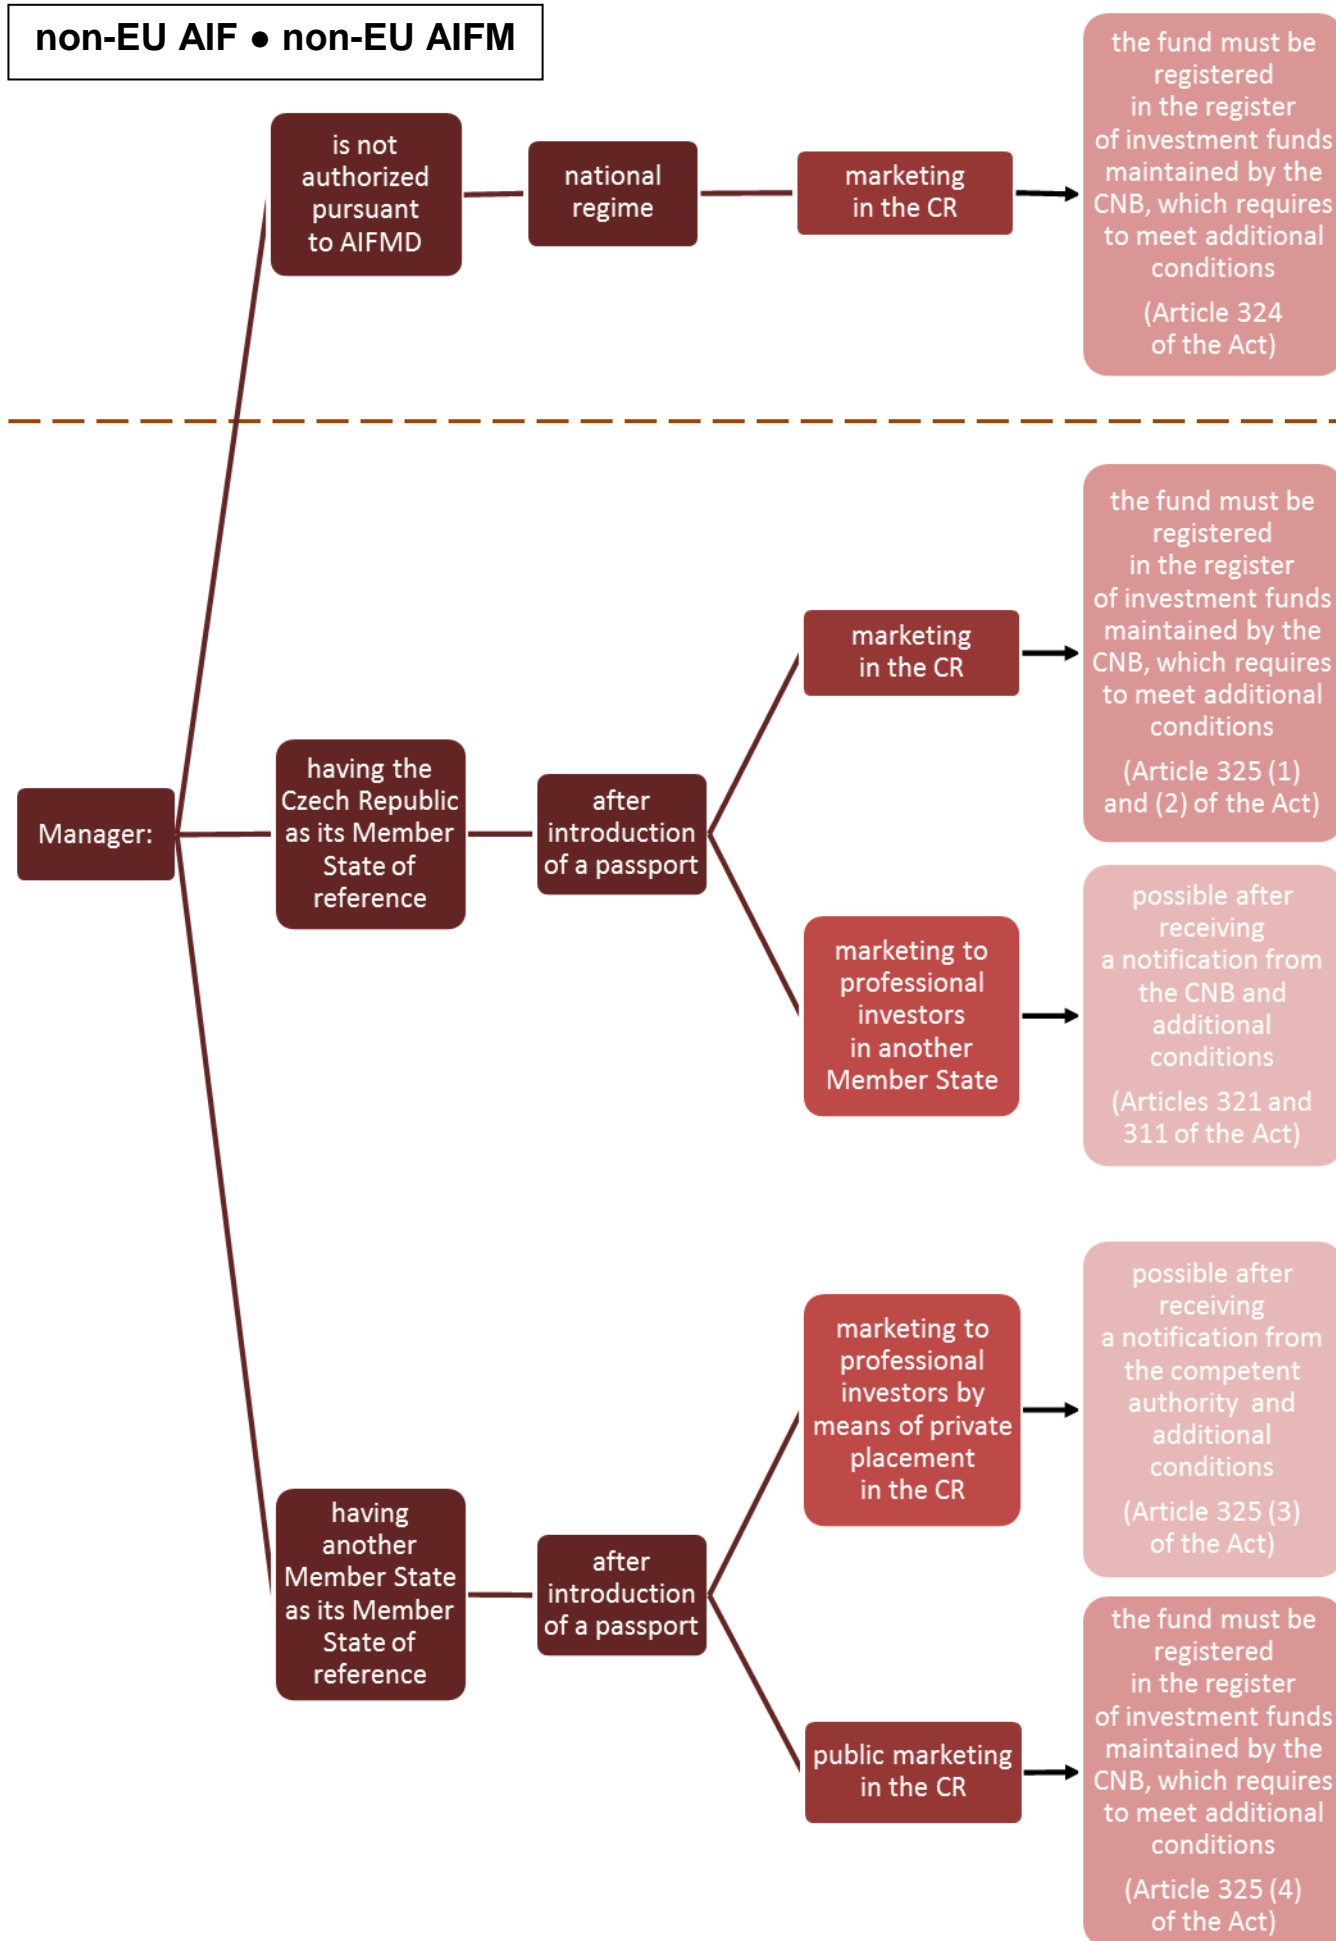 non-EU AIF ● non-EU AIFM
is not
authorized
pursuant
to AIFMD
national
regime
marketing
in the CR
the fund must be
registered
in the register
of investment funds
maintained by the
CNB, which requires
to meet additional
conditions
(Article 324
of the Act)
Manager:
having the
Czech Republic
as its Member
State of
reference
after
introduction
of a passport
marketing
in the CR
the fund must be
registered
in the register
of investment funds
maintained by the
CNB, which requires
to meet additional
conditions
(Article 325 (1)
and (2) of the Act)
marketing to
professional
investors
in another
Member State
possible after
receiving
a notification from
the CNB and
additional
conditions
(Articles 321 and
311 of the Act)
having
another
Member State
as its Member
State of
reference
after
introduction
of a passport
marketing to
professional
investors by
means of private
placement
in the CR
possible after
receiving
a notification from
the competent
authority and
additional
conditions
(Article 325 (3)
of the Act)
public marketing
in the CR
the fund must be
registered
in the register
of investment funds
maintained by the
CNB, which requires
to meet additional
conditions
(Article 325 (4)
of the Act)